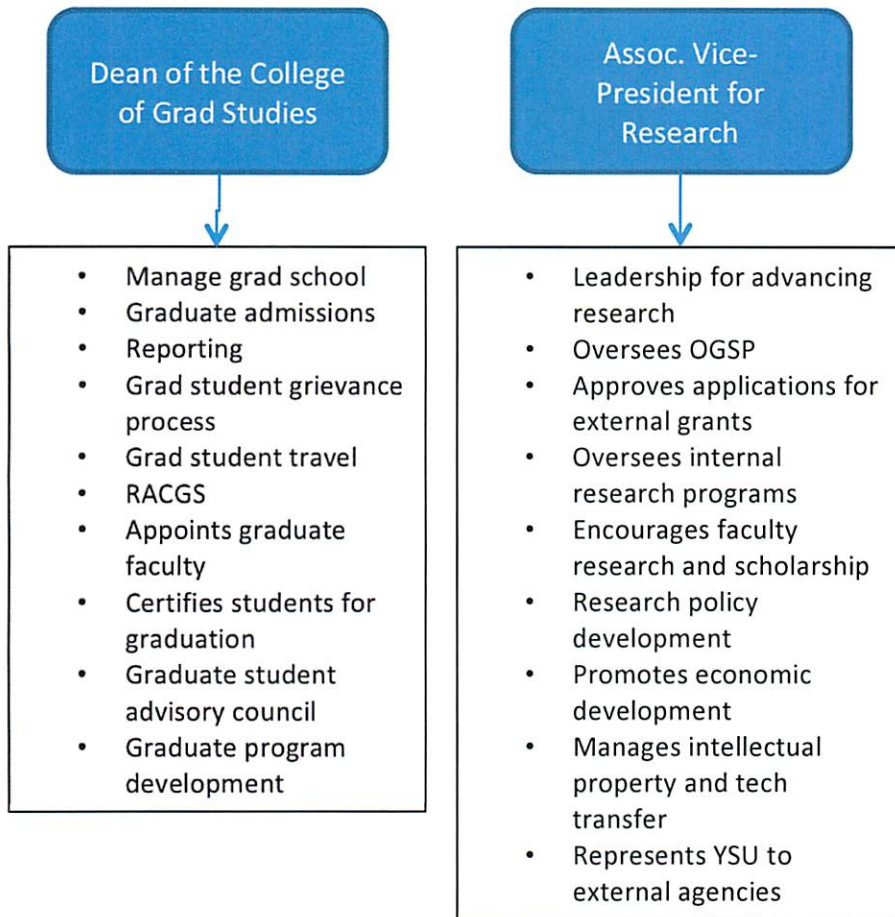 Dean of the College
of Grad Studies
• Manage grad school
• Graduate admissions
• Reporting
• Grad student grievance
process
• Grad student travel
• RACGS
• Appoints graduate
faculty
• Certifies students for
graduation
• Graduate student
advisory council
• Graduate program
development
Assoc. Vice-
President for
Research
• Leadership for advancing
research
• Oversees OGSP
• Approves applications for
external grants
• Oversees internal
research programs
• Encourages faculty
research and scholarship
• Research policy
development
• Promotes economic
development
• Manages intellectual
property and tech
transfer
• Represents YSU to
external agencies